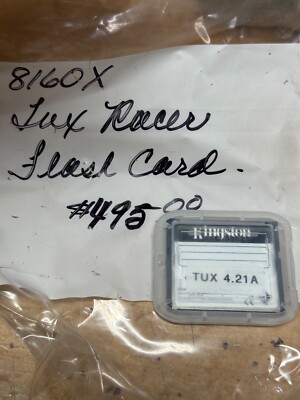 8160X
Tux Racer
Flash Card.
$495.00
Kingston
TUX 4.21A